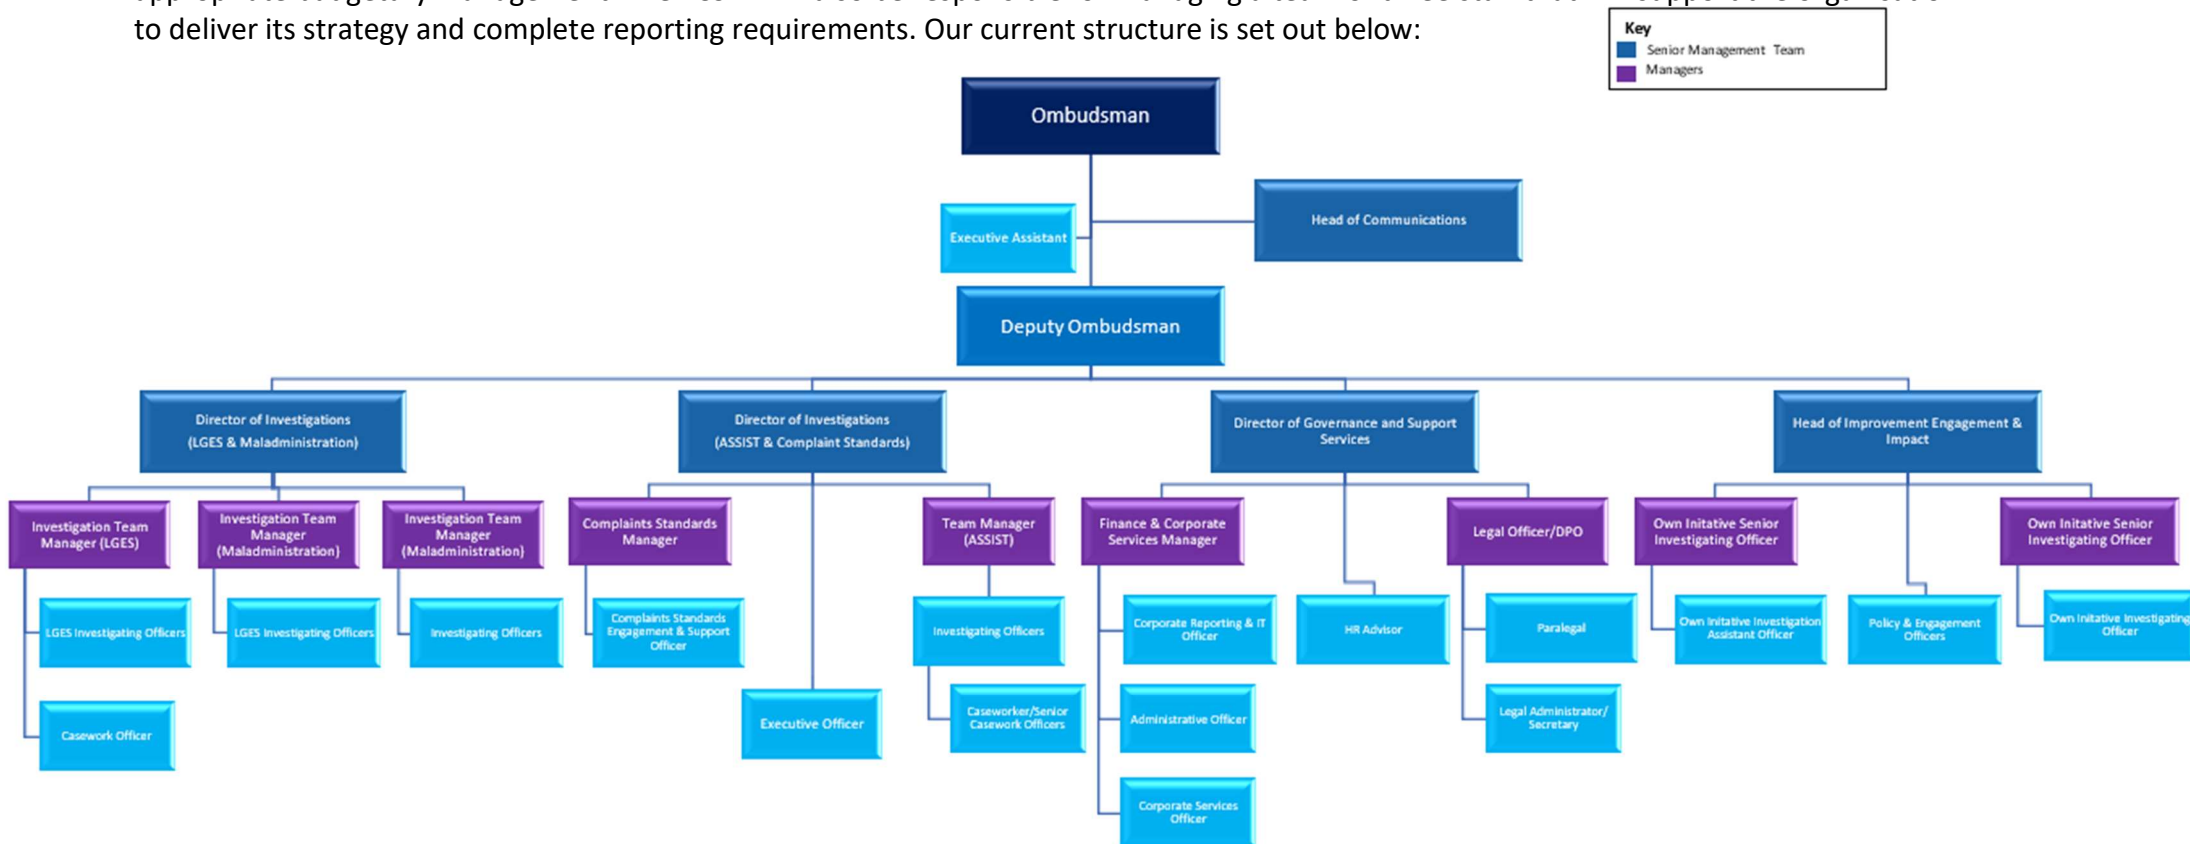 to deliver its strategy and complete reporting requirements. Our current structure is set out below:
Key
Senior Management Team
Managers
Ombudsman
Head of Communications
Executive Assistant
Deputy Ombudsman
Director of Investigations
(LGES & Maladministration)
Director of Investigations
(ASSIST & Complaint Standards)
Director of Governance and Support
Services
Head of Improvement Engagement &
Impact
Investigation Team
Manager (LGES)
Investigation Team
Manager
(Maladministration)
Investigation Team
Manager
(Maladministration)
Complaints Standards
Manager
Team Manager
(ASSIST)
Finance & Corporate
Services Manager
Legal Officer/DPO
Own Initative Senior
Investigating Officer
Own Initative Senior
Investigating Officer
LGES Investigating Officers
LGES Investigating Officers
Investigating Officers
Complaints Standards
Engagement & Support
Officer
Investigating Officers
Corporate Reporting & IT
Officer
HR Advisor
Paralegal
Own Initative Investigation
Assistant Officer
Policy & Engagement
Officers
Own Initative Investigating
Officer
Casework Officer
Executive Officer
Caseworker/Senior
Casework Officers
Administrative Officer
Legal Administrator/
Secretary
Corporate Services
Officer